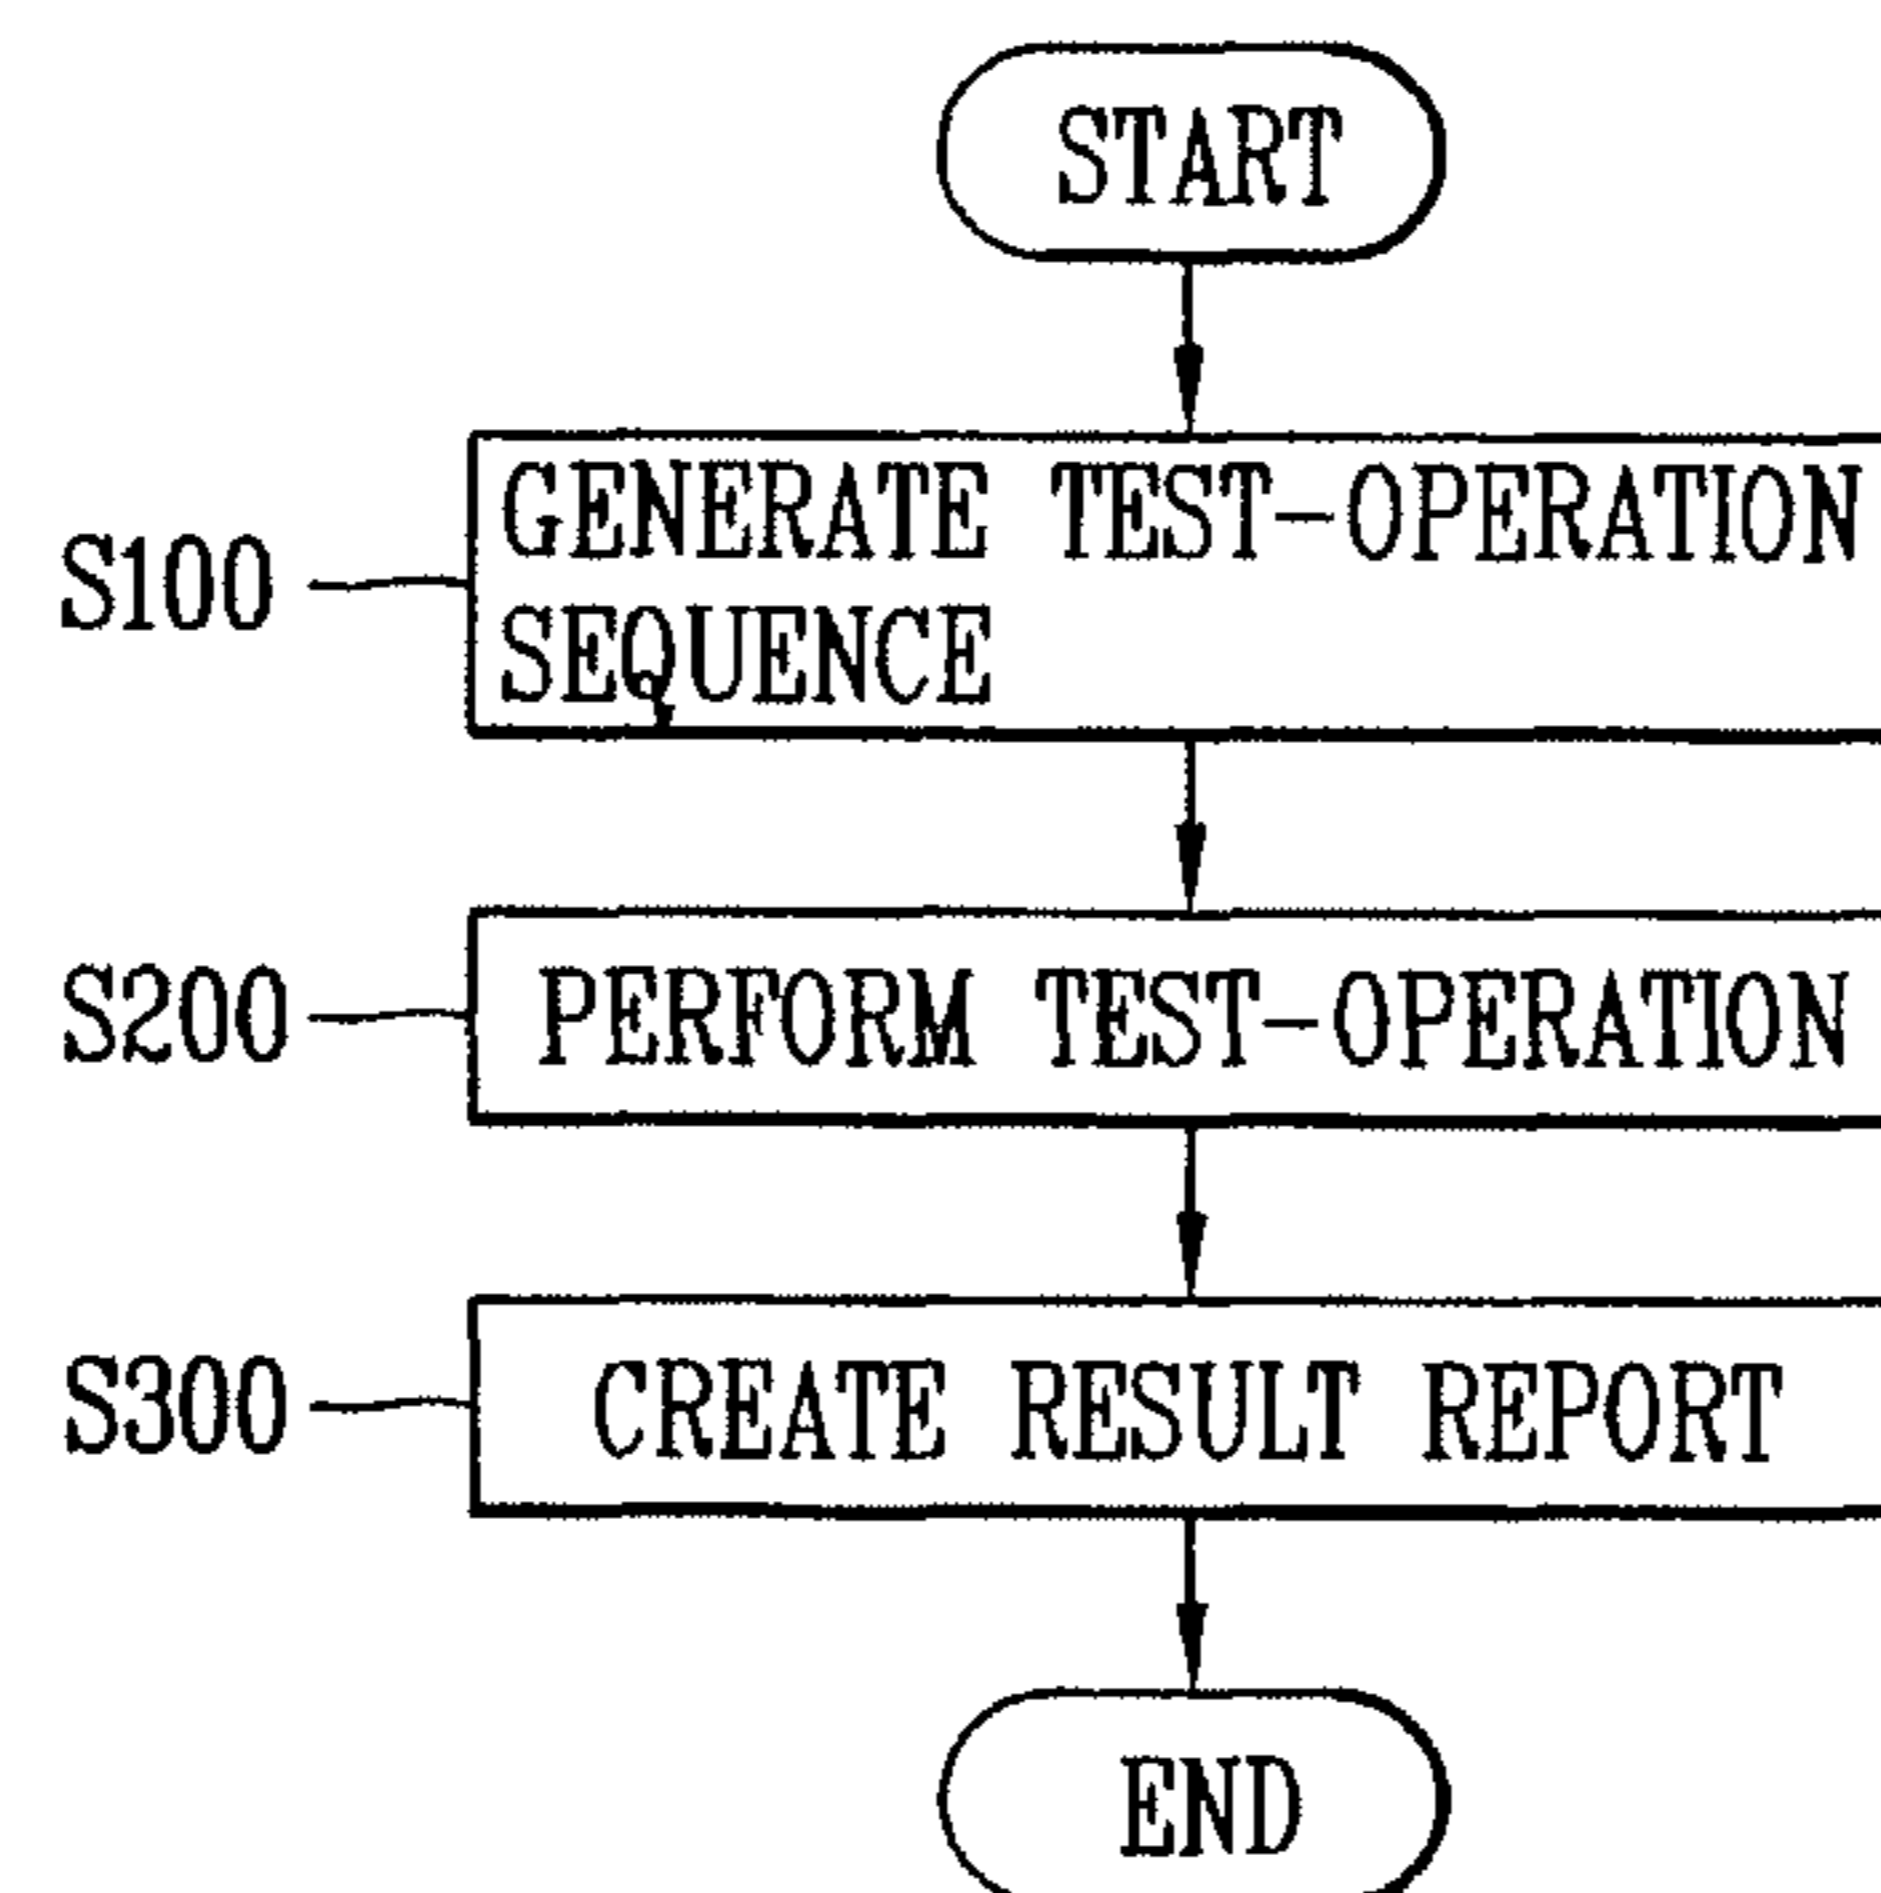 START
S100
GENERATE TEST-OPERATION
SEQUENCE
S200
PERFORM TEST-OPERATION
S300
CREATE RESULT REPORT
END